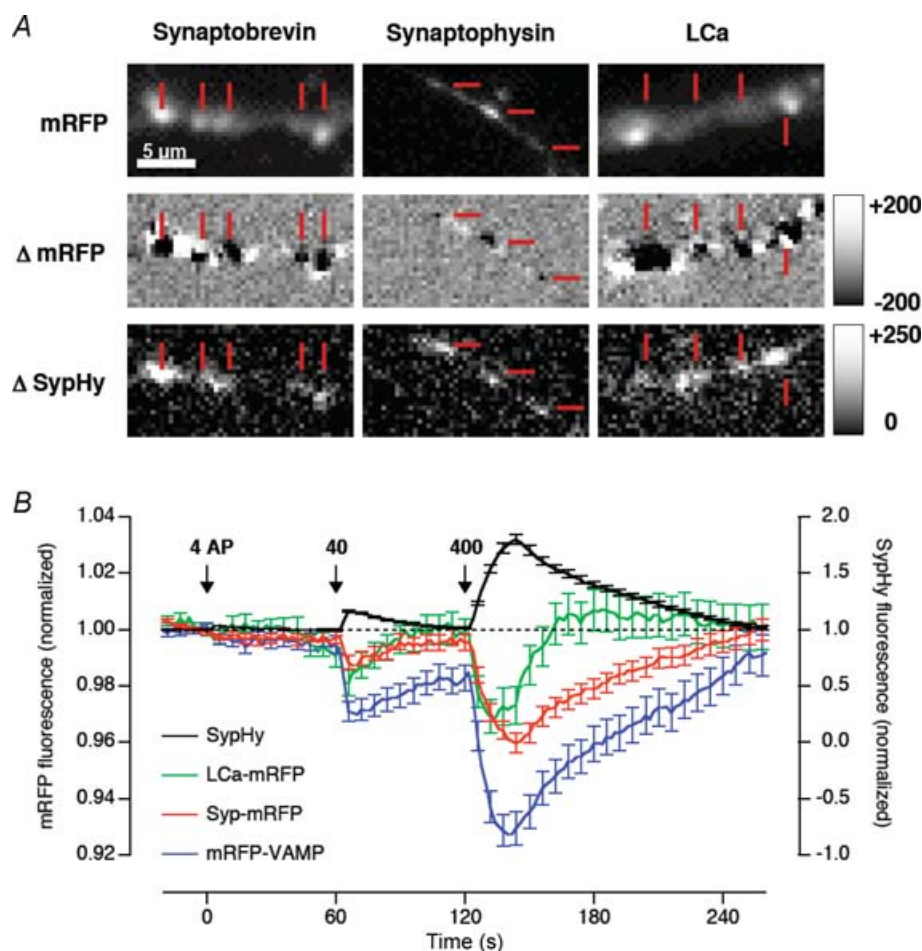 A
Synaptobrevin
Synaptophysin
LCa
mRFP
5 um
Δ mRFP
+200
-200
Δ SypHy
+250
0
B
1.04
1.02
1.00
0.98
0.96
0.94
0.92
mRFP fluorescence (normalized)
4 AP
40
400
SypHy
LCa-mRFP
Syp-mRFP
mRFP-VAMP
2.0
1.5
1.0
0.5
0.0
-0.5
-1.0
SypHy fluorescence (normalized)
0
60
120
180
240
Time (s)